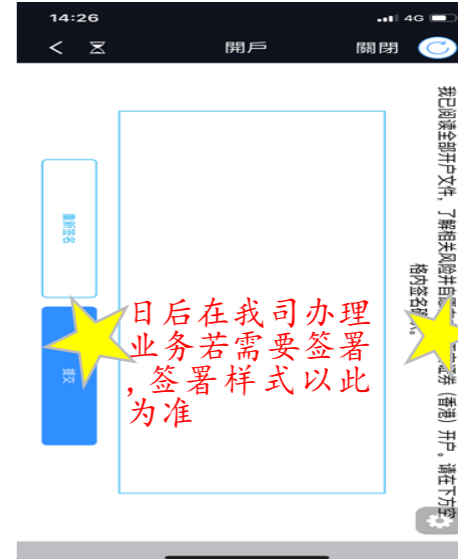 14:26
4G
開戶
關閉
我已阅读全部开户文件，了解相关风险并自愿
券（香港）开户。请在下方空
格内签名
重新签名
提交
日后在我司办理
业务若需要签署
,签署样式以此
为准